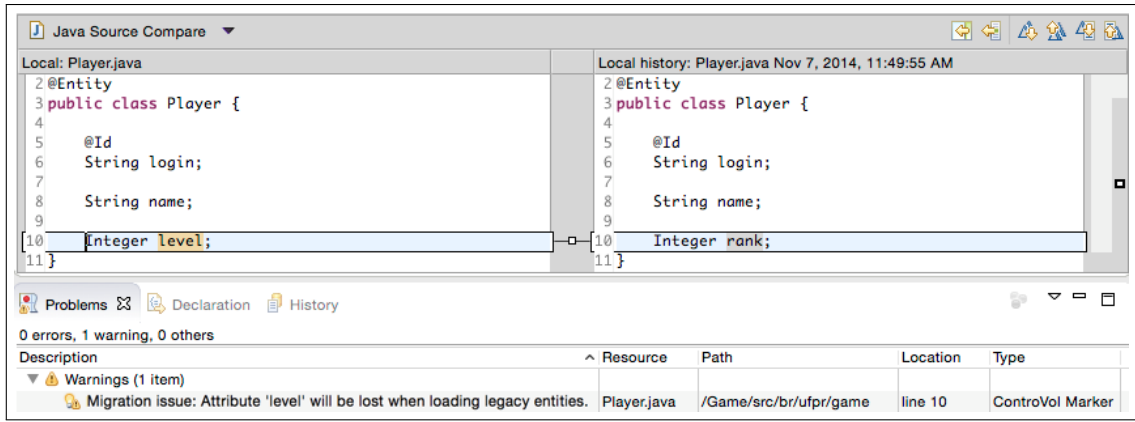 Java Source Compare
Local: Player.java
2 @Entity
3 public class Player {
4
5 @Id
6 String login;
7
8 String name;
9
10 Integer level;
11 }
Local history: Player.java Nov 7, 2014, 11:49:55 AM
2 @Entity
3 public class Player {
4
5 @Id
6 String login;
7
8 String name;
9
10 Integer rank;
11 }
Problems Declaration History
0 errors, 1 warning, 0 others
Description Resource Path Location Type
Warnings (1 item)
Migration issue: Attribute 'level' will be lost when loading legacy entities. Player.java /Game/src/br/ufpr/game line 10 ControVol Marker